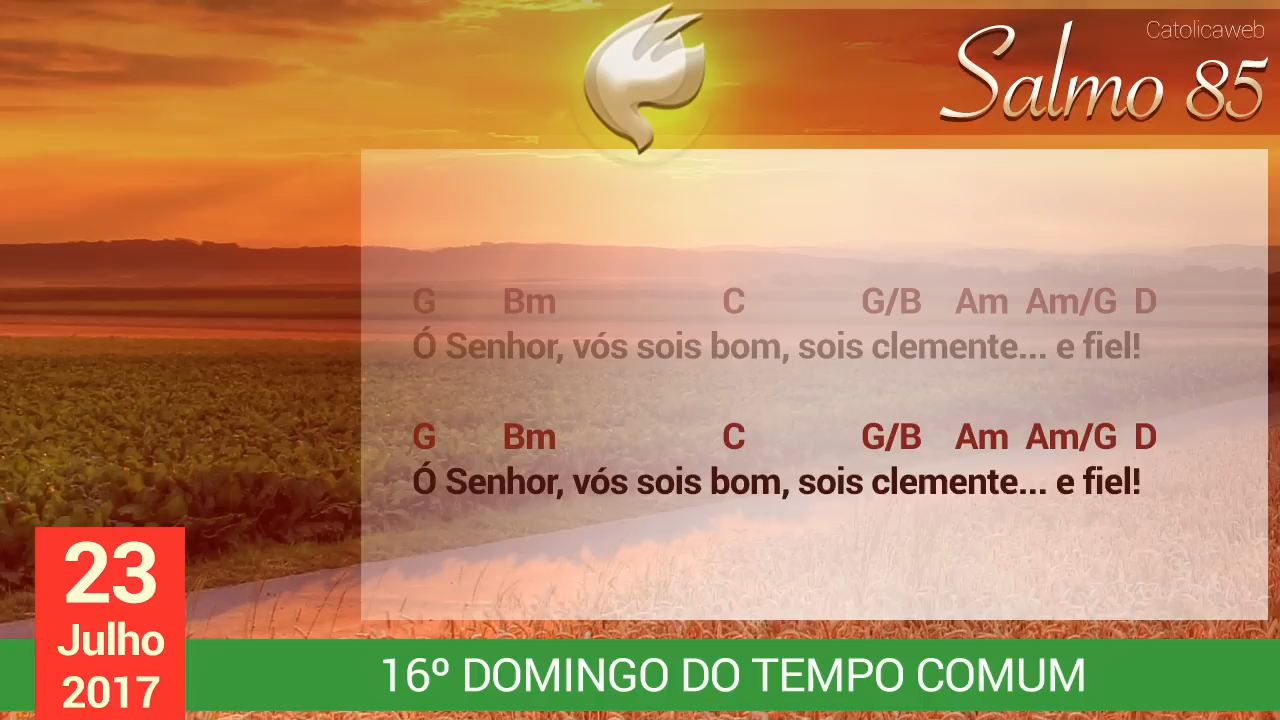 Catolicaweb
Salmo 85
G Bm C G/B Am Am/G D
Ó Senhor, vós sois bom, sois clemente... e fiel!
G Bm C G/B Am Am/G D
Ó Senhor, vós sois bom, sois clemente... e fiel!
23
Julho
2017
16º DOMINGO DO TEMPO COMUM